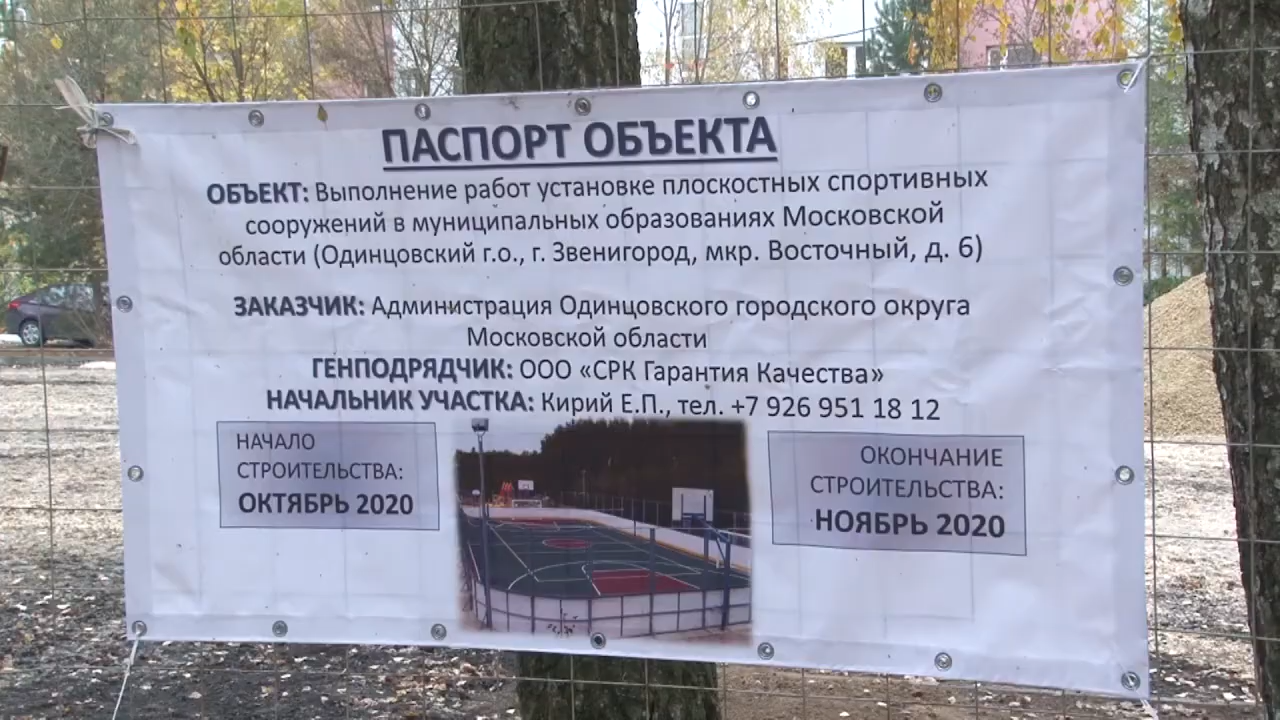 ПАСПОРТ ОБЪЕКТА
ОБЪЕКТ: Выполнение работ установке плоскостных спортивных
сооружений в муниципальных образованиях Московской
области (Одинцовский г.о., г. Звенигород, мкр. Восточный, д. 6)
ЗАКАЗЧИК: Администрация Одинцовского городского округа
Московской области
ГЕНПОДРЯДЧИК: ООО «СРК Гарантия Качества»
НАЧАЛЬНИК УЧАСТКА: Кирий Е.П., тел. +7 926 951 18 12
НАЧАЛО
СТРОИТЕЛЬСТВА:
ОКТЯБРЬ 2020
ОКОНЧАНИЕ
СТРОИТЕЛЬСТВА:
НОЯБРЬ 2020